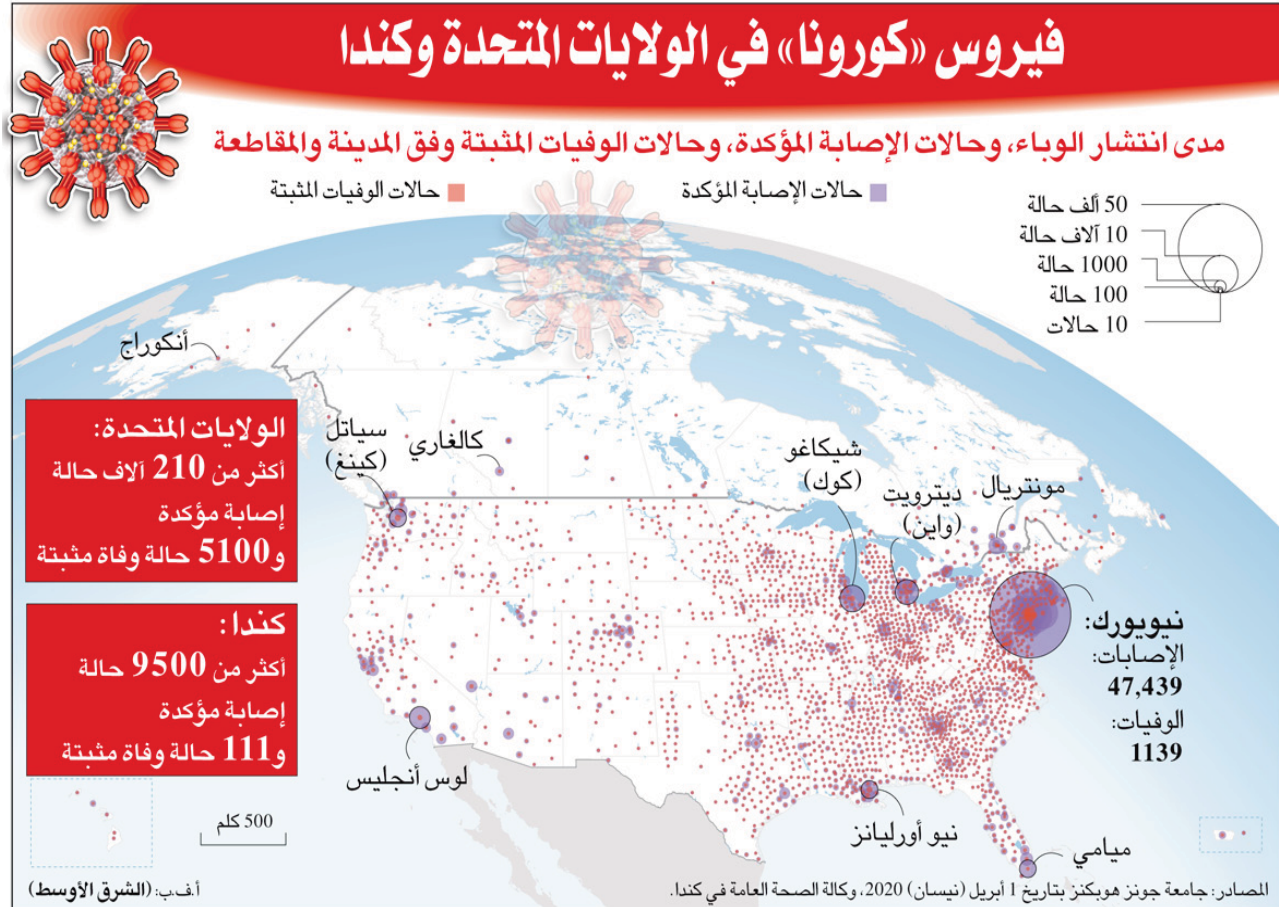 فيروس «كورونا» في الولايات المتحدة وكندا
مدى انتشار الوباء، وحالات الإصابة المؤكدة، وحالات الوفيات المثبتة وفق المدينة والمقاطعة
حالات الإصابة المؤكدة
حالات الوفيات المثبتة
50 ألف حالة
10 آلاف حالة
1000 حالة
100 حالة
10 حالات
أنكوراج
سياتل
(كينغ)
كالغاري
شيكاغو
(كوك)
ديترويت
(واين)
مونتريال
الولايات المتحدة:
أكثر من 210 آلاف حالة
إصابة مؤكدة
و5100 حالة وفاة مثبتة
كندا:
أكثر من 9500 حالة
إصابة مؤكدة
و111 حالة وفاة مثبتة
نيويورك:
الإصابات:
47,439
الوفيات:
1139
لوس أنجليس
نيو أورليانز
ميامي
500 كلم
المصادر: جامعة جونز هوبكنز بتاريخ 1 أبريل (نيسان) 2020، وكالة الصحة العامة في كندا.
أ.ف.ب: (الشرق الأوسط)